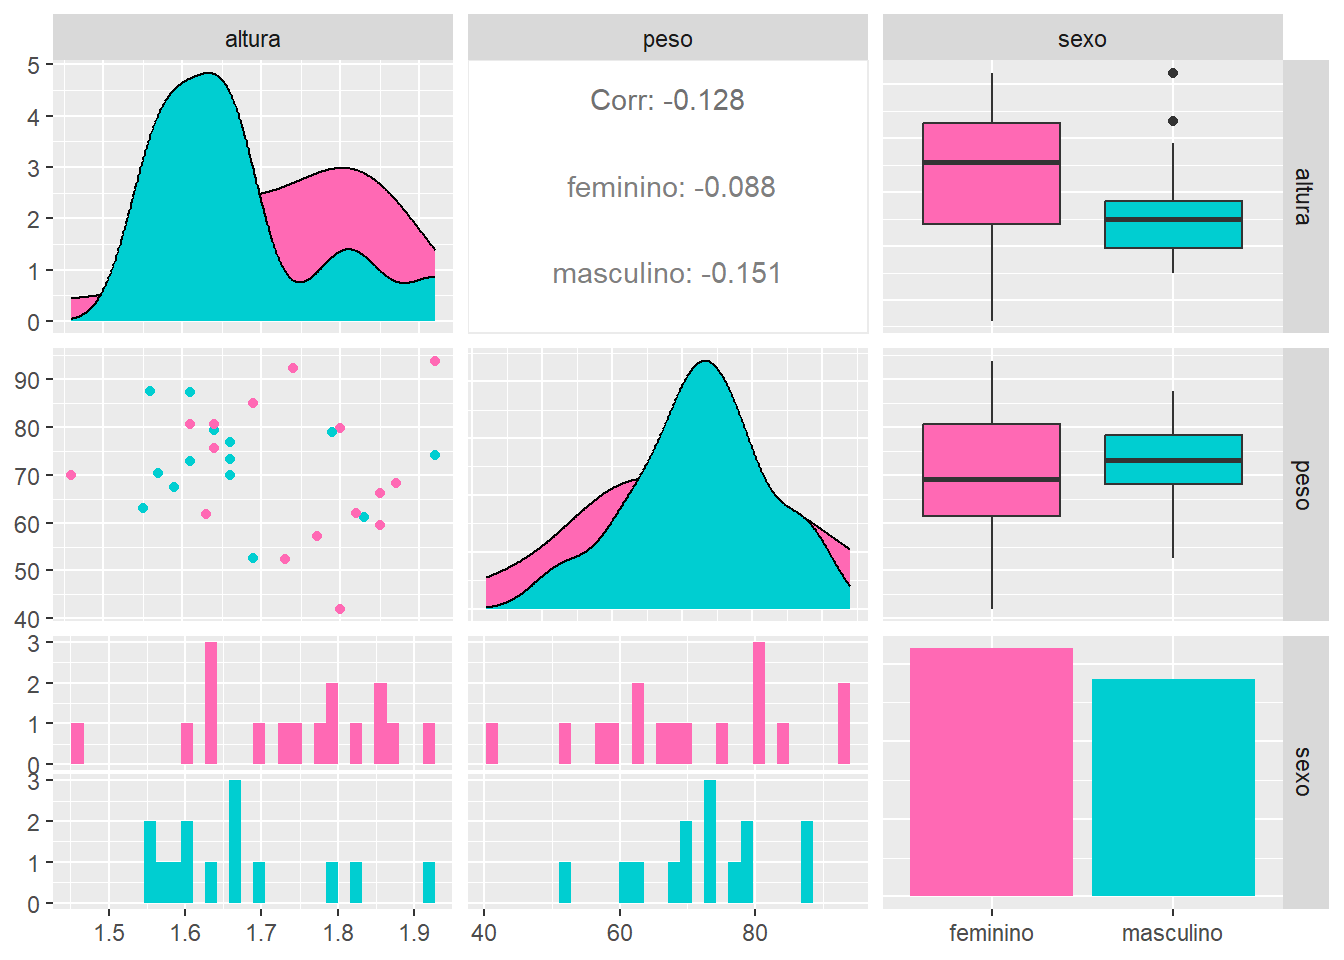 altura peso sexo
5
4
3
2
1
0
Corr: -0.128
feminino: -0.088
masculino: -0.151
altura
90
80
70
60
50
40
peso
3
2
1
0
3
2
1
0
sexo
1.5 1.6 1.7 1.8 1.9 40 60 80 feminino masculino